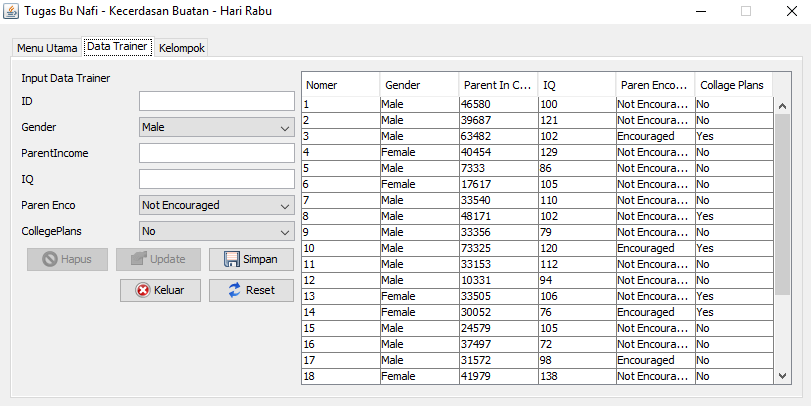 Tugas Bu Nafi - Kecerdasan Buatan - Hari Rabu
Menu Utama Data Trainer Kelompok
Input Data Trainer
ID
Gender Male
ParentIncome
IQ
Paren Enco Not Encouraged
CollegePlans No
Hapus Update Simpan
Keluar Reset
Nomer Gender Parent In C... IQ Paren Enco... Collage Plans
1 Male 46580 100 Not Encoura... No
2 Male 39687 121 Not Encoura... No
3 Male 63482 102 Encouraged Yes
4 Female 40454 129 Not Encoura... No
5 Male 7333 86 Not Encoura... No
6 Female 17617 105 Not Encoura... No
7 Male 33540 110 Not Encoura... No
8 Male 48171 102 Not Encoura... Yes
9 Male 33356 79 Not Encoura... No
10 Male 73325 120 Encouraged Yes
11 Male 33153 112 Not Encoura... No
12 Male 10331 94 Not Encoura... No
13 Female 33505 106 Not Encoura... Yes
14 Female 30052 76 Encouraged Yes
15 Male 24579 105 Not Encoura... No
16 Male 37497 72 Not Encoura... No
17 Male 31572 98 Encouraged No
18 Female 41979 138 Not Encoura... No